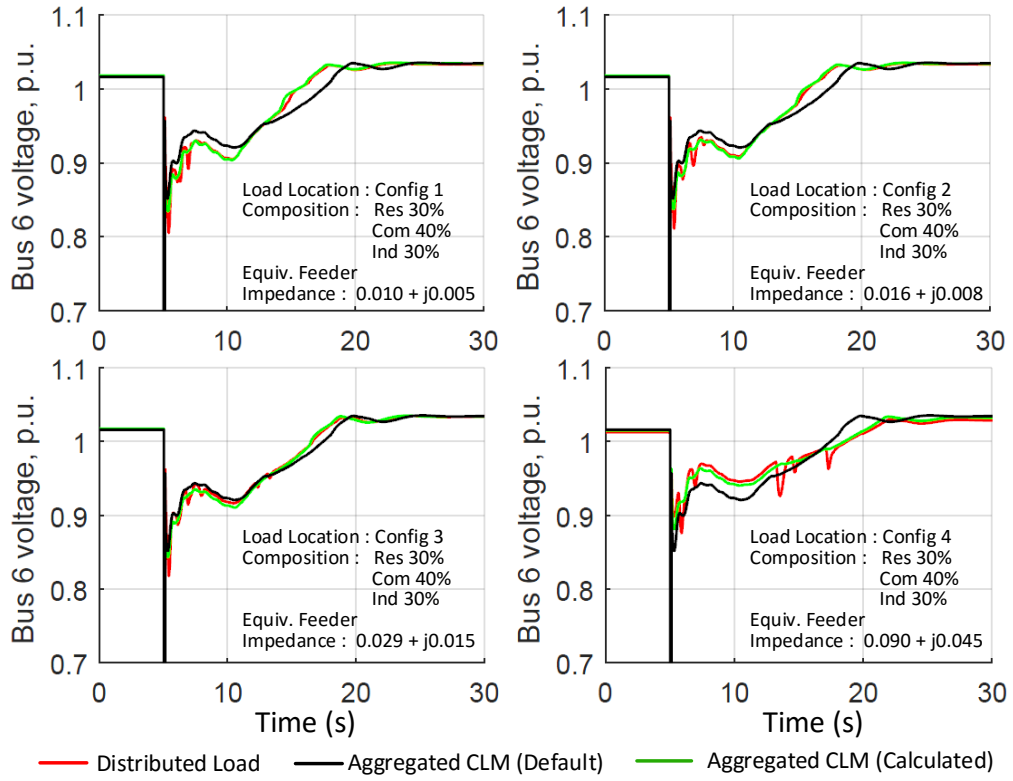 1.1
1
0.9
0.8
0.7
Bus 6 voltage, p.u.
Load Location : Config 1
Composition : Res 30%
Com 40%
Ind 30%
Equiv. Feeder
Impedance : 0.010 + j0.005
0 10 20 30
1.1
1
0.9
0.8
0.7
Bus 6 voltage, p.u.
Load Location : Config 2
Composition : Res 30%
Com 40%
Ind 30%
Equiv. Feeder
Impedance : 0.016 + j0.008
0 10 20 30
1.1
1
0.9
0.8
0.7
Bus 6 voltage, p.u.
Load Location : Config 3
Composition : Res 30%
Com 40%
Ind 30%
Equiv. Feeder
Impedance : 0.029 + j0.015
0 10 20 30
Time (s)
1.1
1
0.9
0.8
0.7
Bus 6 voltage, p.u.
Load Location : Config 4
Composition : Res 30%
Com 40%
Ind 30%
Equiv. Feeder
Impedance : 0.090 + j0.045
0 10 20 30
Time (s)
Distributed Load Aggregated CLM (Default) Aggregated CLM (Calculated)